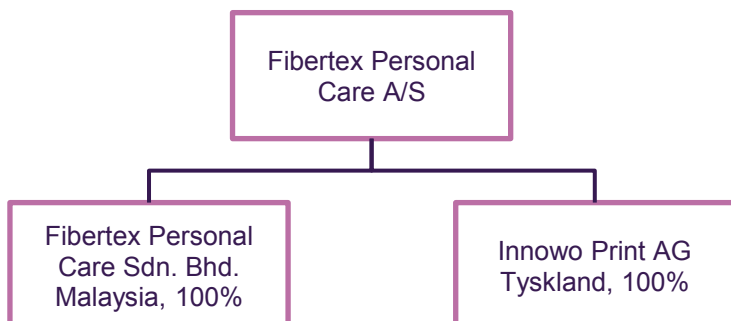 Fibertex Personal
Care A/S
Fibertex Personal
Care Sdn. Bhd.
Malaysia, 100%
Innowo Print AG
Tyskland, 100%